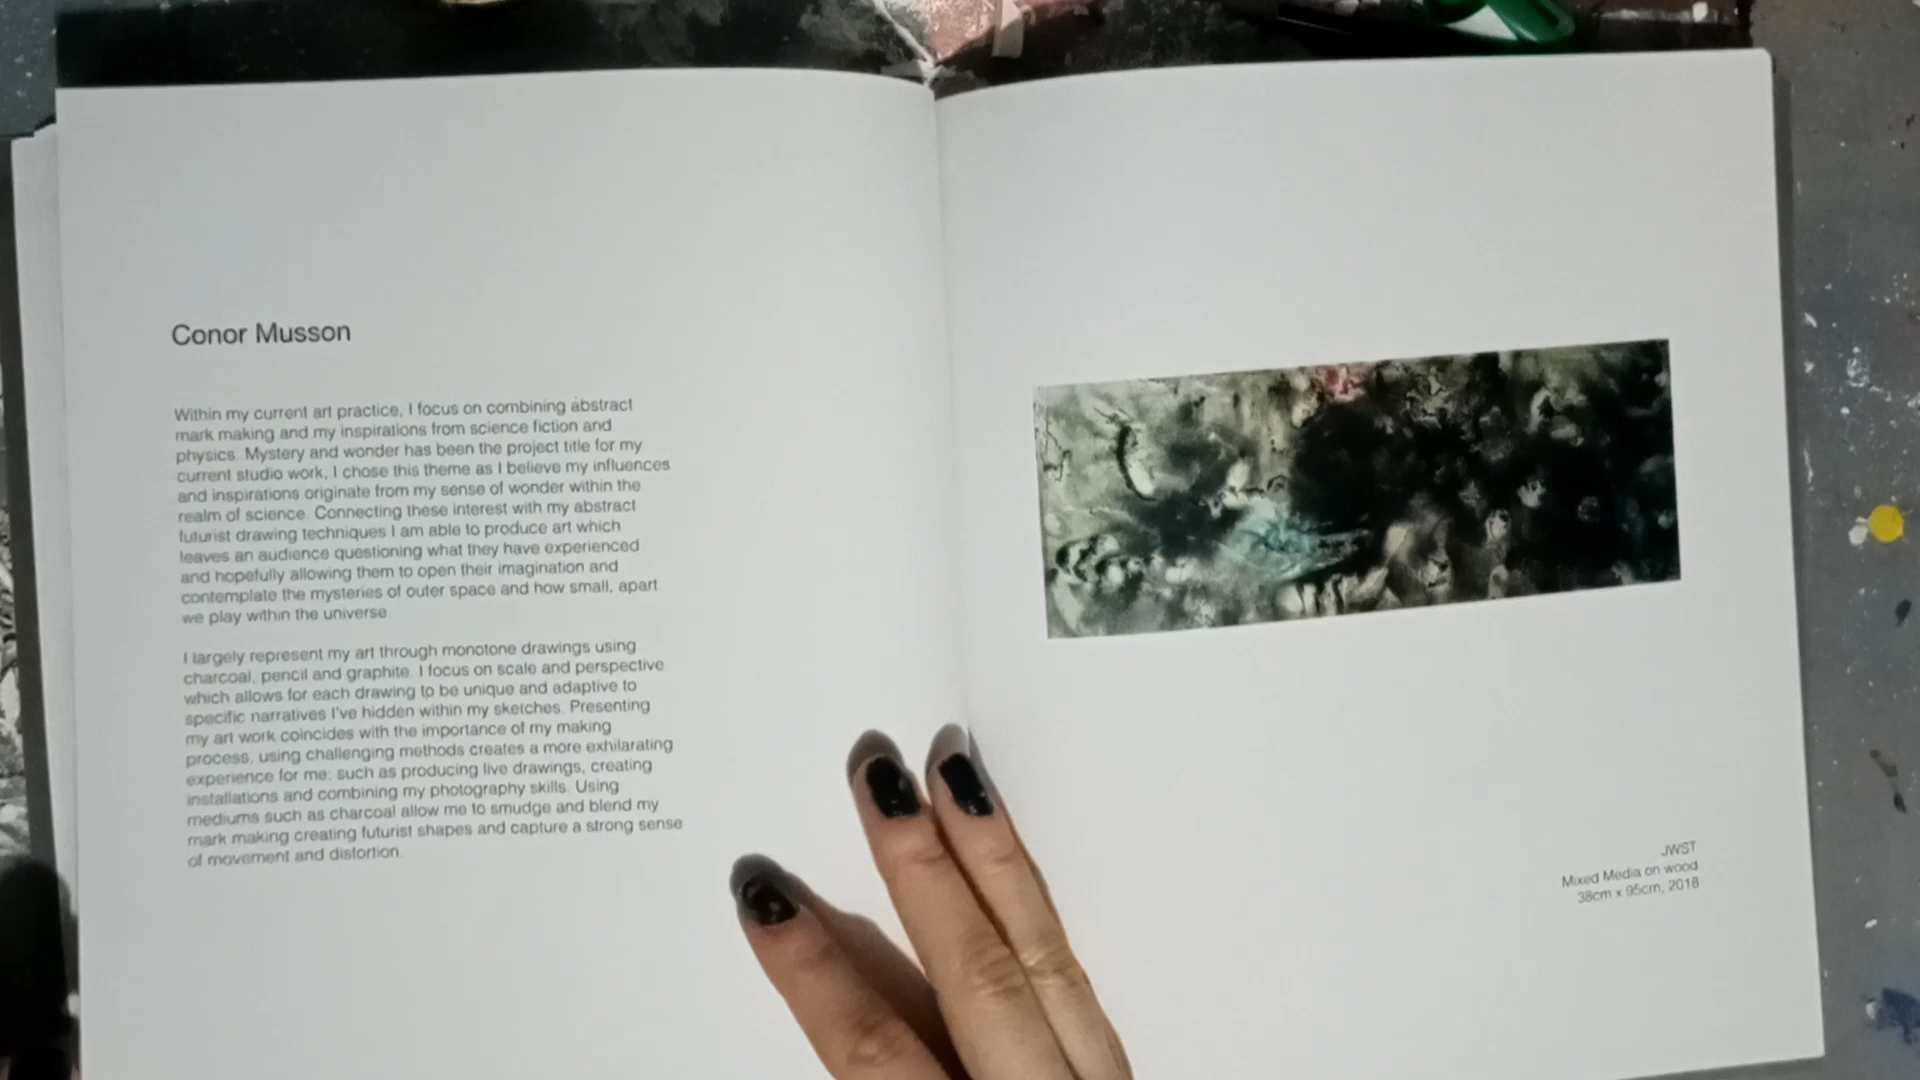 Conor Musson
Within my current art practice, I focus on combining abstract
mark making and my inspirations from science fiction and
physics. Mystery and wonder has been the project title for my
current studio work, I chose this theme as I believe my influences
and inspirations originate from my sense of wonder within the
realm of science. Connecting these interest with my abstract
futurist drawing techniques I am able to produce art which
leaves an audience questioning what they have experienced
and hopefully allowing them to open their imagination and
contemplate the mysteries of outer space and how small, apart
we play within the universe.
I largely represent my art through monotone drawings using
charcoal, pencil and graphite. I focus on scale and perspective
which allows for each drawing to be unique and adaptive to
specific narratives I've hidden within my sketches. Presenting
my art work coincides with the importance of my making
process, using challenging methods creates a more exhilarating
experience for me; such as producing live drawings, creating
installations and combining my photography skills. Using
mediums such as charcoal allow me to smudge and blend my
mark making creating futurist shapes and capture a strong sense
of movement and distortion.
JWST
Mixed Media on wood
38cm x 95cm, 2018